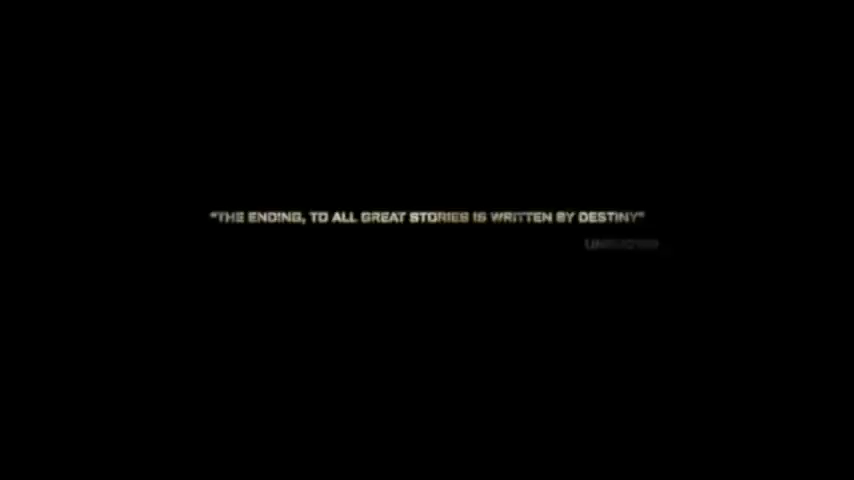 "THE ENDING, TO ALL GREAT STORIES IS WRITTEN BY DESTINY"